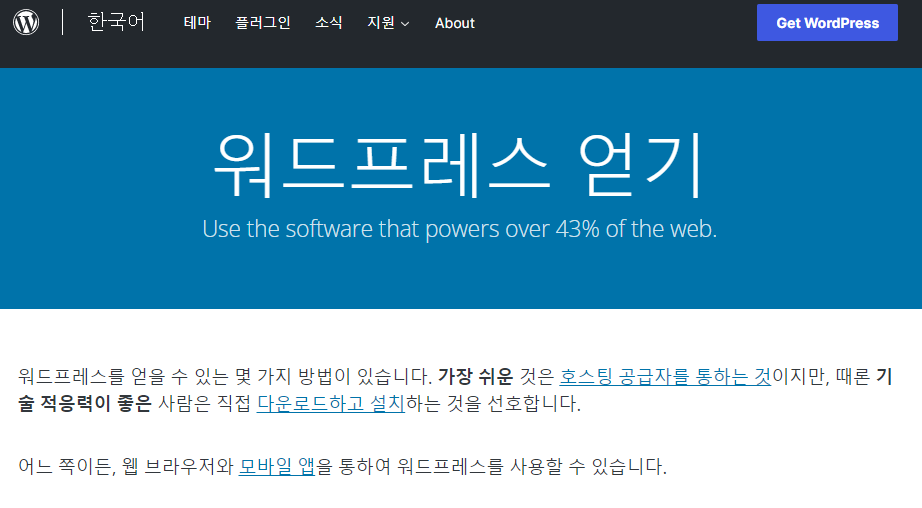 한국어 테마 플러그인 소식 지원 About Get WordPress
워드프레스 얻기
Use the software that powers over 43% of the web.
워드프레스를 얻을 수 있는 몇 가지 방법이 있습니다. 가장 쉬운 것은 호스팅 공급자를 통하는 것이지만, 때론 기
술 적응력이 좋은 사람은 직접 다운로드하고 설치하는 것을 선호합니다.
어느 쪽이든, 웹 브라우저와 모바일 앱을 통하여 워드프레스를 사용할 수 있습니다.